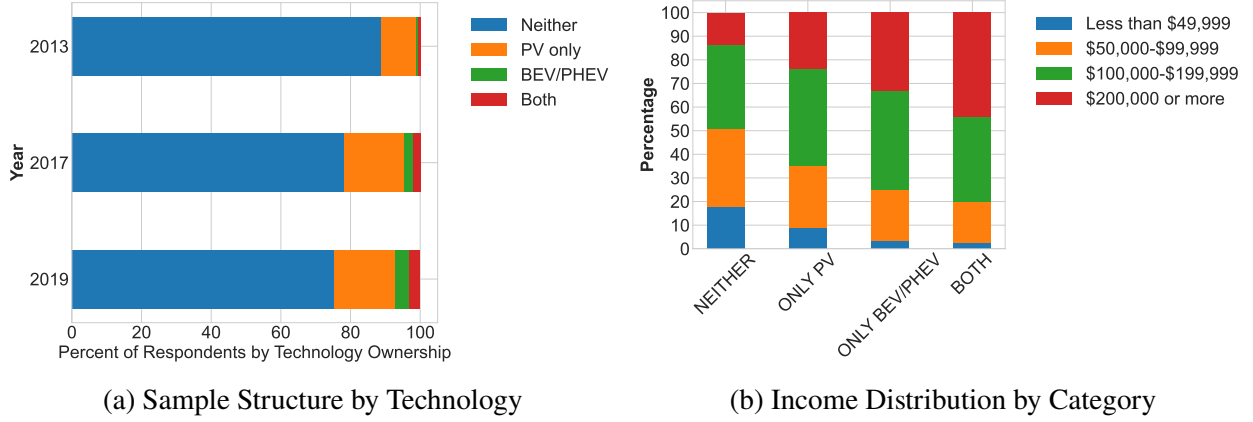 2013
2017
2019
Year
0 20 40 60 80 100
Percent of Respondents by Technology Ownership
Neither
PV only
BEV/PHEV
Both
(a) Sample Structure by Technology
100
90
80
70
60
50
40
30
20
10
0
Percentage
NEITHER
ONLY PV
ONLY BEV/PHEV
BOTH
Less than $49,999
$50,000-$99,999
$100,000-$199,999
$200,000 or more
(b) Income Distribution by Category